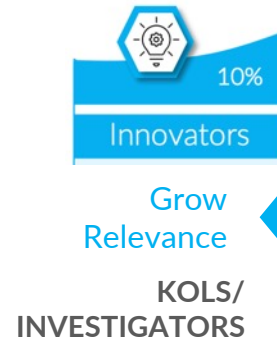 10%
Innovators
Grow
Relevance
KOLS/
INVESTIGATORS